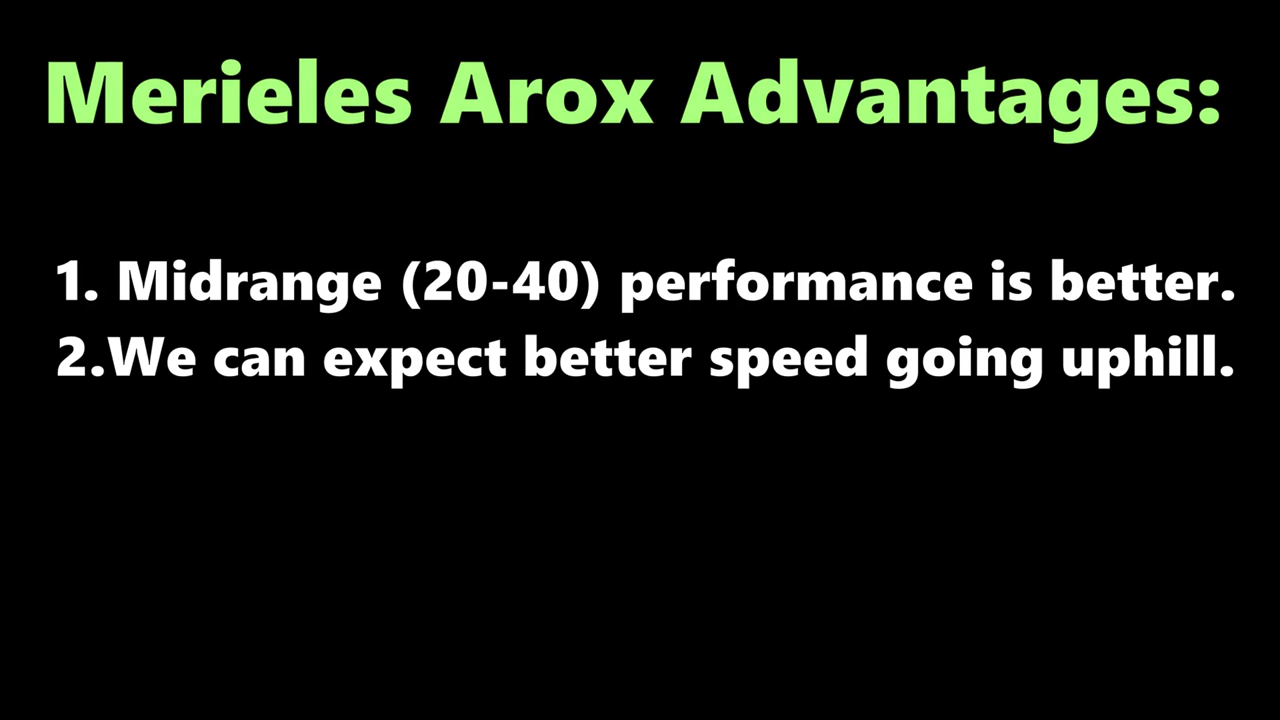 Merieles Arox Advantages:
1. Midrange (20-40) performance is better.
2.We can expect better speed going uphill.